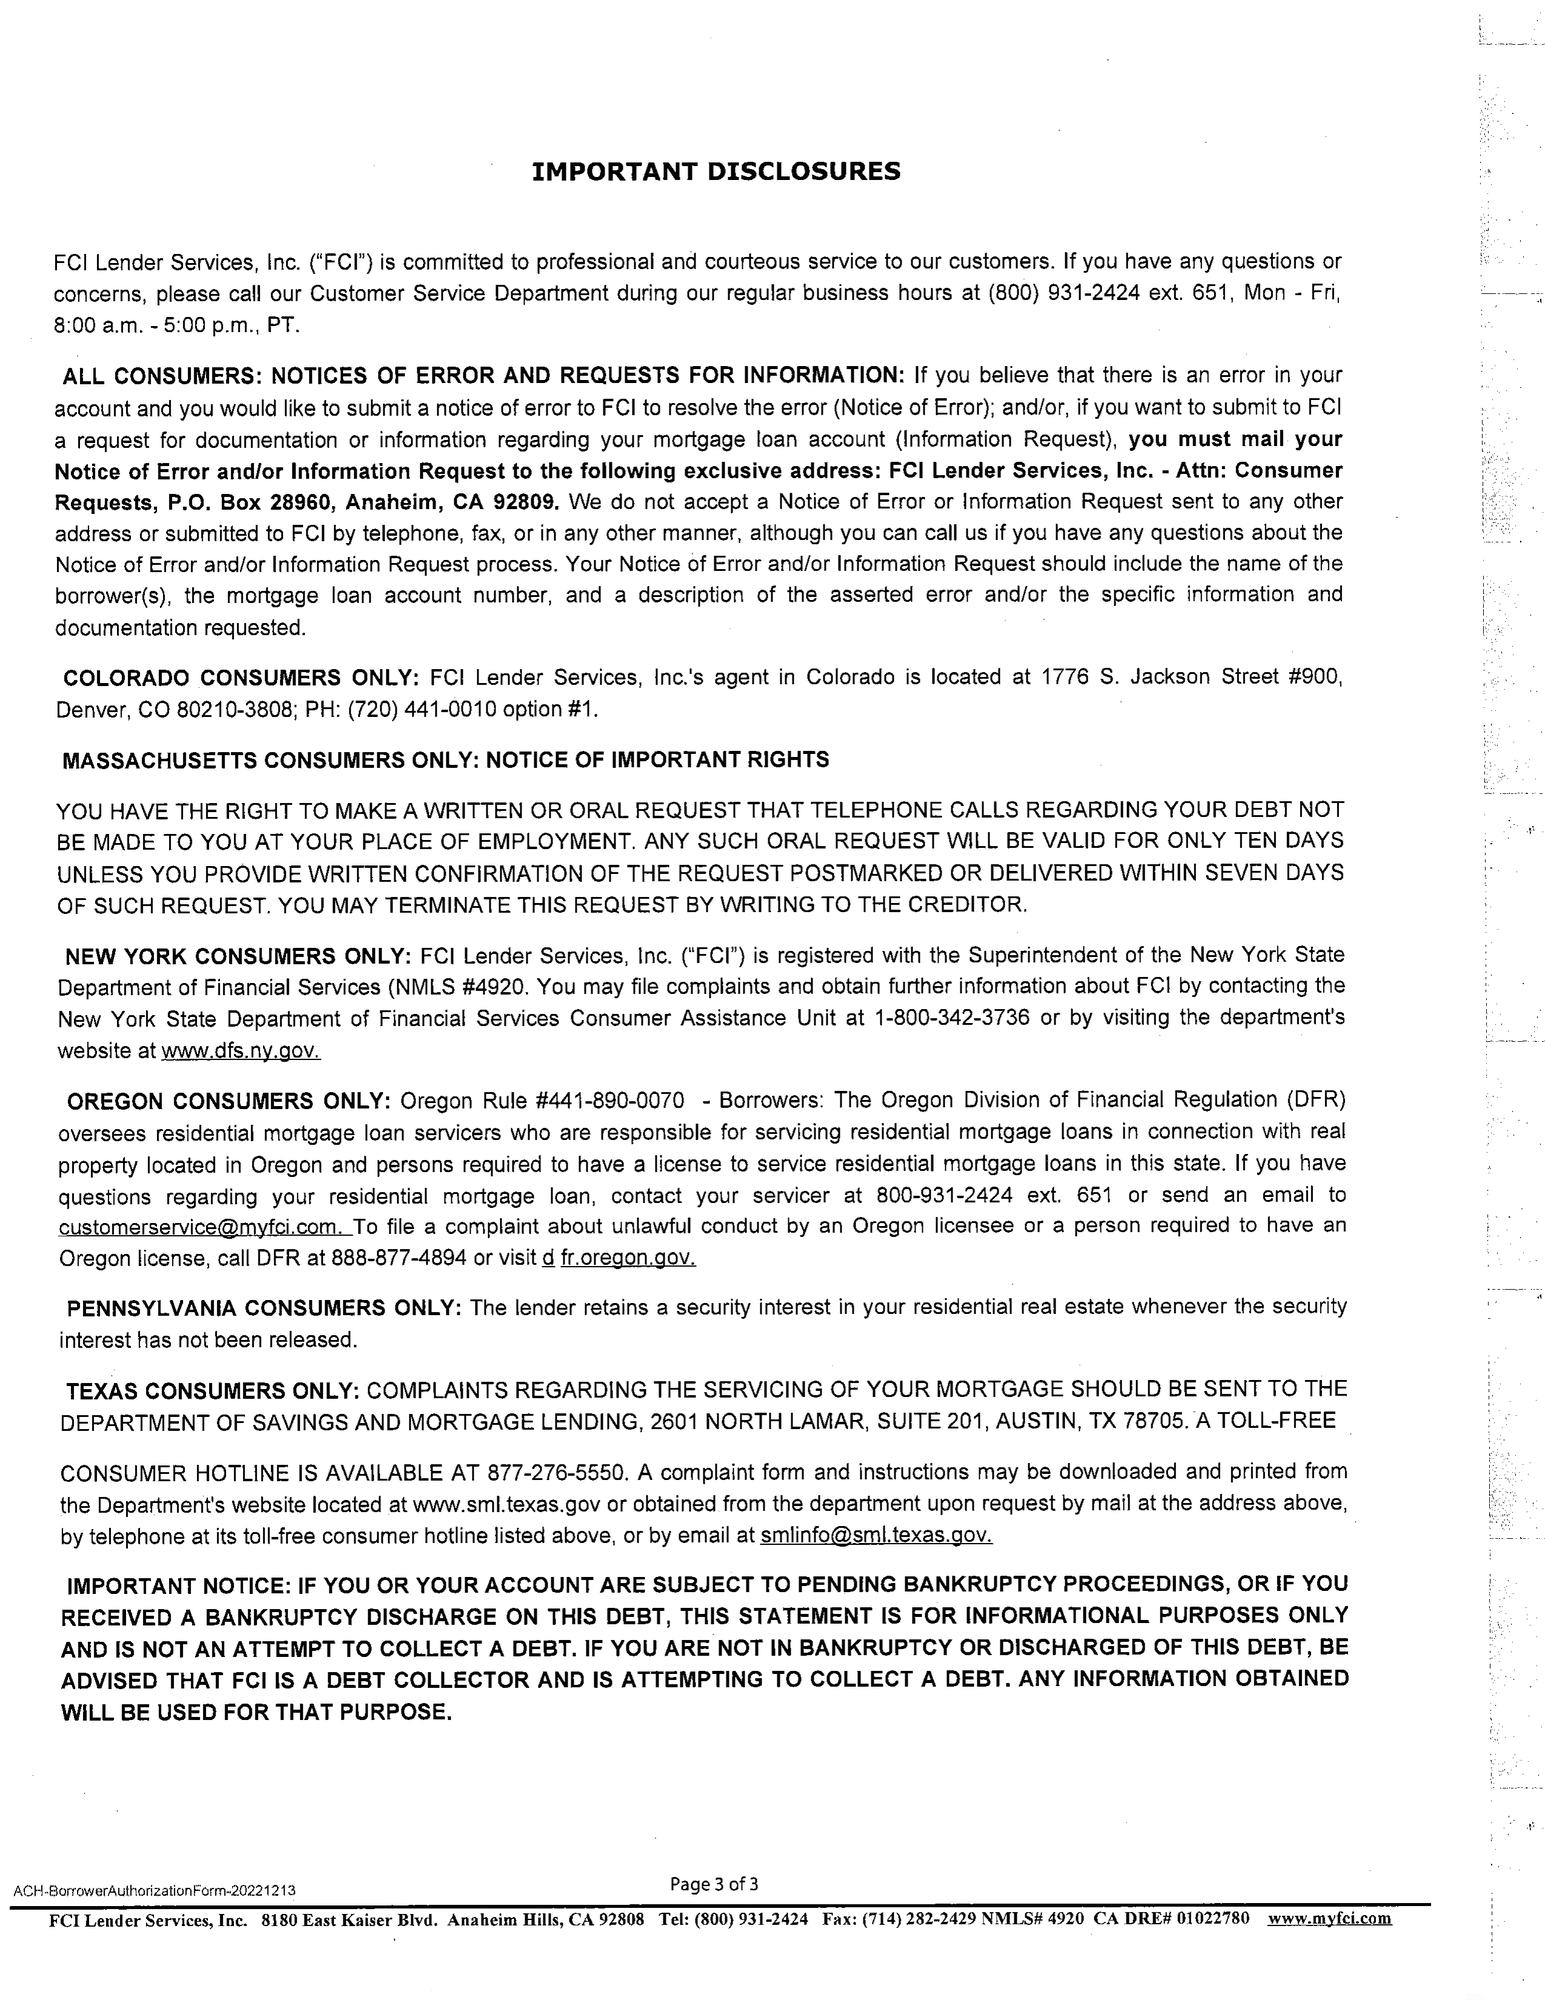 IMPORTANT DISCLOSURES
FCI Lender Services, Inc. (“FCI”) is committed to professional and courteous service to our customers. If you have any questions or
concerns, please call our Customer Service Department during our regular business hours at (800) 931-2424 ext. 651, Mon - Fri,
8:00 a.m. - 5:00 p.m., PT.
ALL CONSUMERS: NOTICES OF ERROR AND REQUESTS FOR INFORMATION: If you believe that there is an error in your
account and you would like to submit a notice of error to FCI to resolve the error (Notice of Error); and/or, if you want to submit to FCI
a request for documentation or information regarding your mortgage loan account (Information Request), you must mail your
Notice of Error and/or Information Request to the following exclusive address: FCI Lender Services, Inc. - Attn: Consumer
Requests, P.O. Box 28960, Anaheim, CA 92809. We do not accept a Notice of Error or Information Request sent to any other
address or submitted to FCI by telephone, fax, or in any other manner, although you can call us if you have any questions about the
Notice of Error and/or Information Request process. Your Notice of Error and/or Information Request should include the name of the
borrower(s), the mortgage loan account number, and a description of the asserted error and/or the specific information and
documentation requested.
COLORADO CONSUMERS ONLY: FCI Lender Services, Inc.'s agent in Colorado is located at 1776 S. Jackson Street #900,
Denver, CO 80210-3808; PH: (720) 441-0010 option #1.
MASSACHUSETTS CONSUMERS ONLY: NOTICE OF IMPORTANT RIGHTS
YOU HAVE THE RIGHT TO MAKE A WRITTEN OR ORAL REQUEST THAT TELEPHONE CALLS REGARDING YOUR DEBT NOT
BE MADE TO YOU AT YOUR PLACE OF EMPLOYMENT. ANY SUCH ORAL REQUEST WILL BE VALID FOR ONLY TEN DAYS
UNLESS YOU PROVIDE WRITTEN CONFIRMATION OF THE REQUEST POSTMARKED OR DELIVERED WITHIN SEVEN DAYS
OF SUCH REQUEST. YOU MAY TERMINATE THIS REQUEST BY WRITING TO THE CREDITOR.
NEW YORK CONSUMERS ONLY: FCI Lender Services, Inc. (“FCI”) is registered with the Superintendent of the New York State
Department of Financial Services (NMLS #4920. You may file complaints and obtain further information about FCI by contacting the
New York State Department of Financial Services Consumer Assistance Unit at 1-800-342-3736 or by visiting the department's
website at www.dfs.ny.gov.
OREGON CONSUMERS ONLY: Oregon Rule #441-890-0070 - Borrowers: The Oregon Division of Financial Regulation (DFR)
oversees residential mortgage loan servicers who are responsible for servicing residential mortgage loans in connection with real
property located in Oregon and persons required to have a license to service residential mortgage loans in this state. If you have
questions regarding your residential mortgage loan, contact your servicer at 800-931-2424 ext. 651 or send an email to
customerservice@myfci.com. To file a complaint about unlawful conduct by an Oregon licensee or a person required to have an
Oregon license, call DFR at 888-877-4894 or visit d fr.oregon.gov.
PENNSYLVANIA CONSUMERS ONLY: The lender retains a security interest in your residential real estate whenever the security
interest has not been released.
TEXAS CONSUMERS ONLY: COMPLAINTS REGARDING THE SERVICING OF YOUR MORTGAGE SHOULD BE SENT TO THE
DEPARTMENT OF SAVINGS AND MORTGAGE LENDING, 2601 NORTH LAMAR, SUITE 201, AUSTIN, TX 78705. A TOLL-FREE
CONSUMER HOTLINE IS AVAILABLE AT 877-276-5550. A complaint form and instructions may be downloaded and printed from
the Department's website located at www.sml.texas.gov or obtained from the department upon request by mail at the address above,
by telephone at its toll-free consumer hotline listed above, or by email at smlinfo@sml.texas.gov.
IMPORTANT NOTICE: IF YOU OR YOUR ACCOUNT ARE SUBJECT TO PENDING BANKRUPTCY PROCEEDINGS, OR IF YOU
RECEIVED A BANKRUPTCY DISCHARGE ON THIS DEBT, THIS STATEMENT IS FOR INFORMATIONAL PURPOSES ONLY
AND IS NOT AN ATTEMPT TO COLLECT A DEBT. IF YOU ARE NOT IN BANKRUPTCY OR DISCHARGED OF THIS DEBT, BE
ADVISED THAT FCI IS A DEBT COLLECTOR AND IS ATTEMPTING TO COLLECT A DEBT. ANY INFORMATION OBTAINED
WILL BE USED FOR THAT PURPOSE.
Page 3 of 3
ACH-BorrowerAuthorizationForm-20221213
FCI Lender Services, Inc. 8180 East Kaiser Blvd. Anaheim Hills, CA 92808 Tel: (800) 931-2424 Fax: (714) 282-2429 NMLS# 4920 CA DRE# 01022780 www.myfci.com